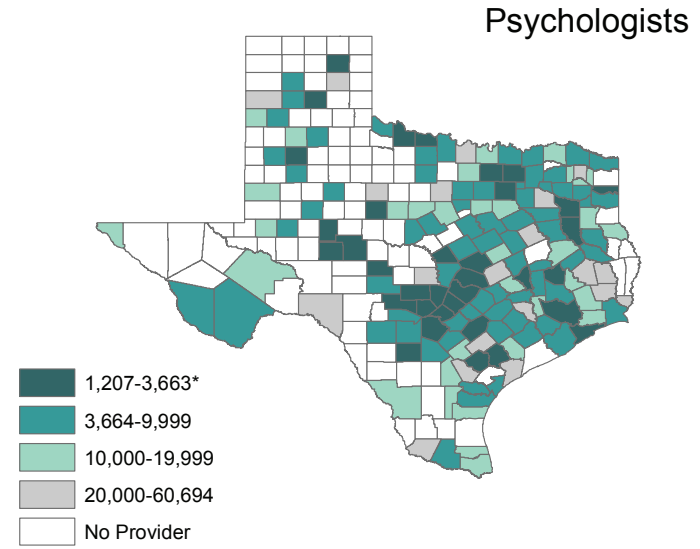 Psychologists
1,207-3,663*
3,664-9,999
10,000-19,999
20,000-60,694
No Provider